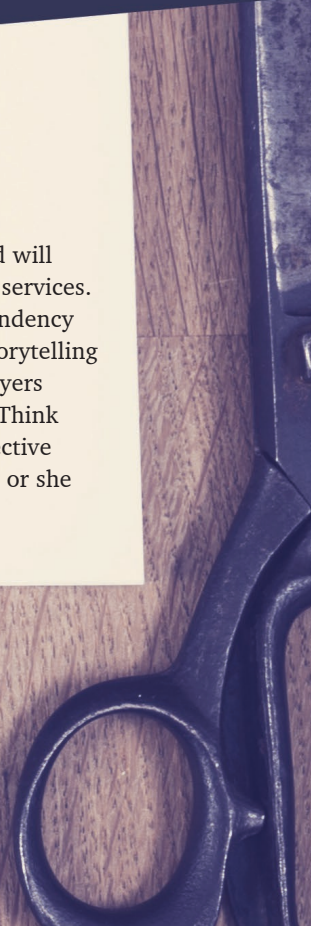 will
services.
ndency
orytelling
yers
Think
ctive
or she